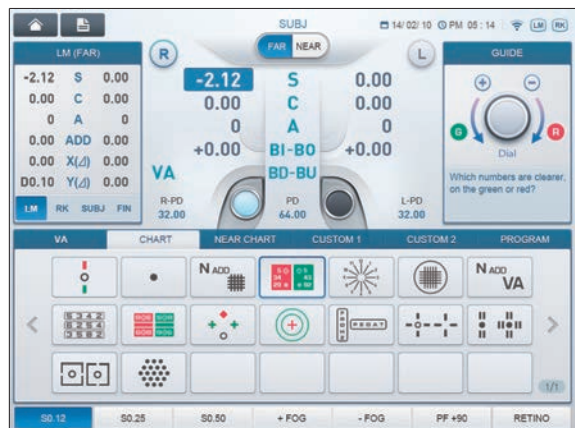 SUBJ
14/ 02/ 10 PM 05 : 14
LM RK
LM (FAR)
-2.12 S 0.00
0.00 C 0.00
0 A 0
0.00 ADD 0.00
0.00 X(⊿) 0.00
D0.10 Y(⊿) 0.00
LM RK SUBJ FIN
R
FAR NEAR
L
-2.12 S 0.00
0.00 C 0.00
0 A 0
+0.00 BI-BO +0.00
VA BD-BU
R-PD PD L-PD
32.00 64.00 32.00
GUIDE
+ -
G R
Dial
Which numbers are clearer,
on the green or red?
VA CHART NEAR CHART CUSTOM 1 CUSTOM 2 PROGRAM
N ADD
N ADD
VA
1/1
S0.12 S0.25 S0.50 + FOG - FOG PF +90 RETINO